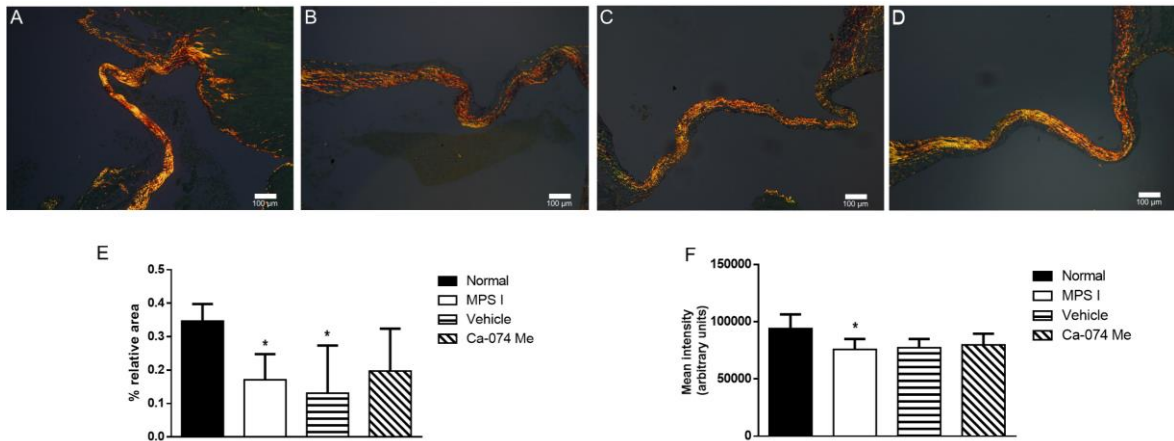 A
B
C
D
100 µm
100 µm
100 µm
100 µm
E
% relative area
0.5
0.4
0.3
0.2
0.1
0.0
*
*
Normal
MPS I
Vehicle
Ca-074 Me
F
Mean intensity
(arbitrary units)
150000
100000
50000
0
*
Normal
MPS I
Vehicle
Ca-074 Me